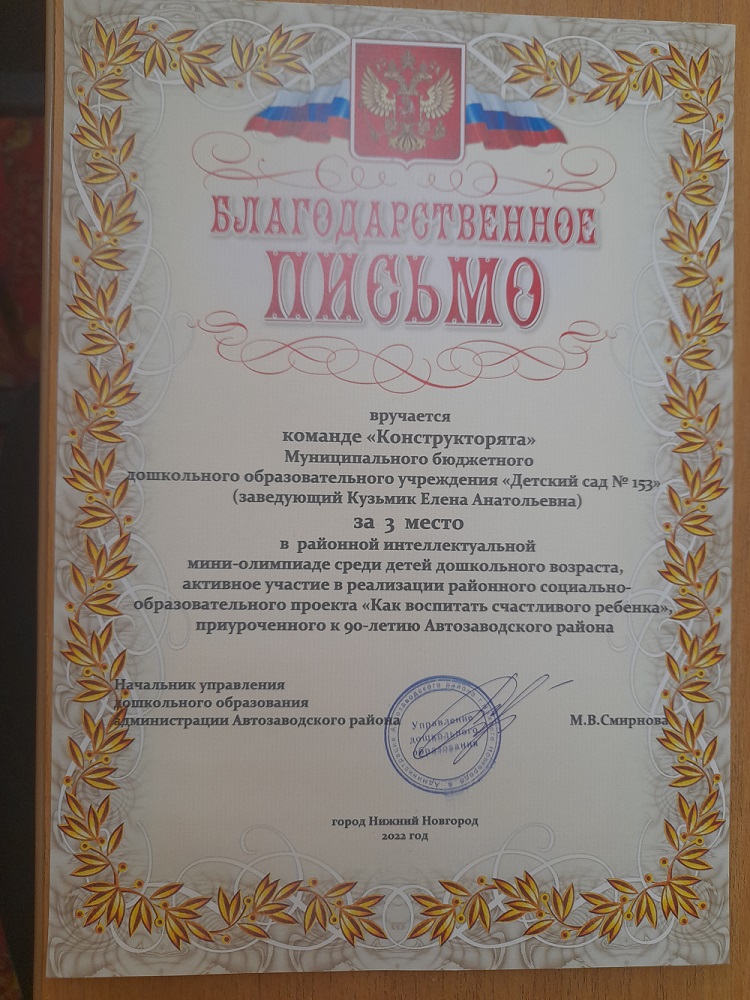 БЛАГОДАРСТВЕННОЕ
ПИСЬМО
вручается
команде «Конструкторята»
Муниципального бюджетного
дошкольного образовательного учреждения «Детский сад № 153»
(заведующий Кузьмик Елена Анатольевна)
за 3 место
в районной интеллектуальной
мини-олимпиаде среди детей дошкольного возраста,
активное участие в реализации районного социально-
образовательного проекта «Как воспитать счастливого ребенка»,
приуроченного к 90-летию Автозаводского района
Начальник управления
дошкольного образования
администрации Автозаводского района
Управление
дошкольного
образования
М.В.Смирнова
город Нижний Новгород
2022 год